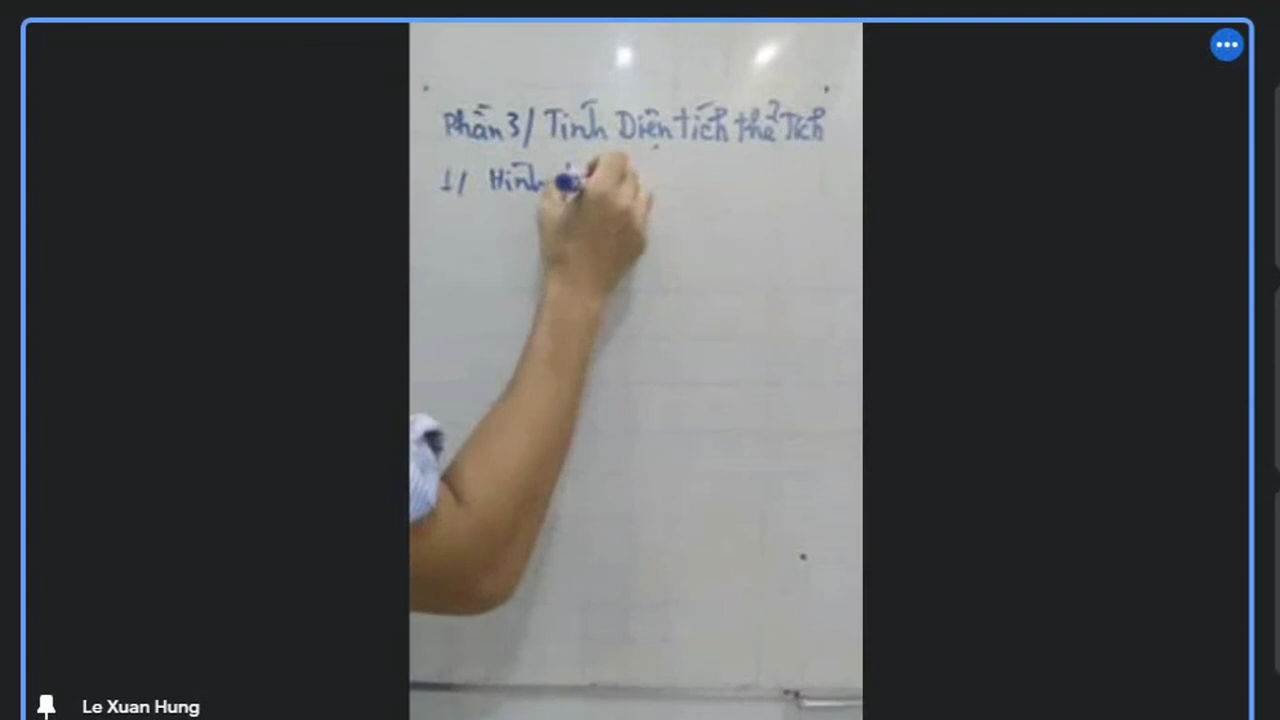 Phần 3/ Tính Diện tích thể Tích
1/ Hình
Le Xuan Hung